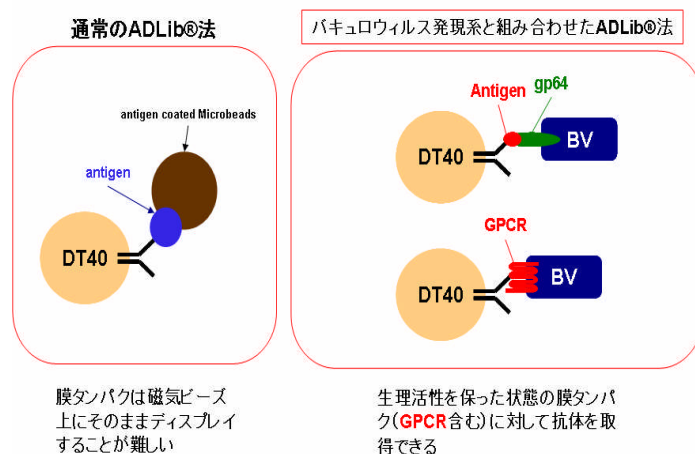 通常のADLib®法
antigen coated Microbeads
antigen
DT40
膜タンパクは磁気ビーズ
上にそのままディスプレイ
することが難しい
バキュロウィルス発現系と組み合わせたADLib®法
Antigen
gp64
DT40
BV
GPCR
DT40
BV
生理活性を保った状態の膜タンパ
ク(GPCR含む)に対して抗体を取
得できる